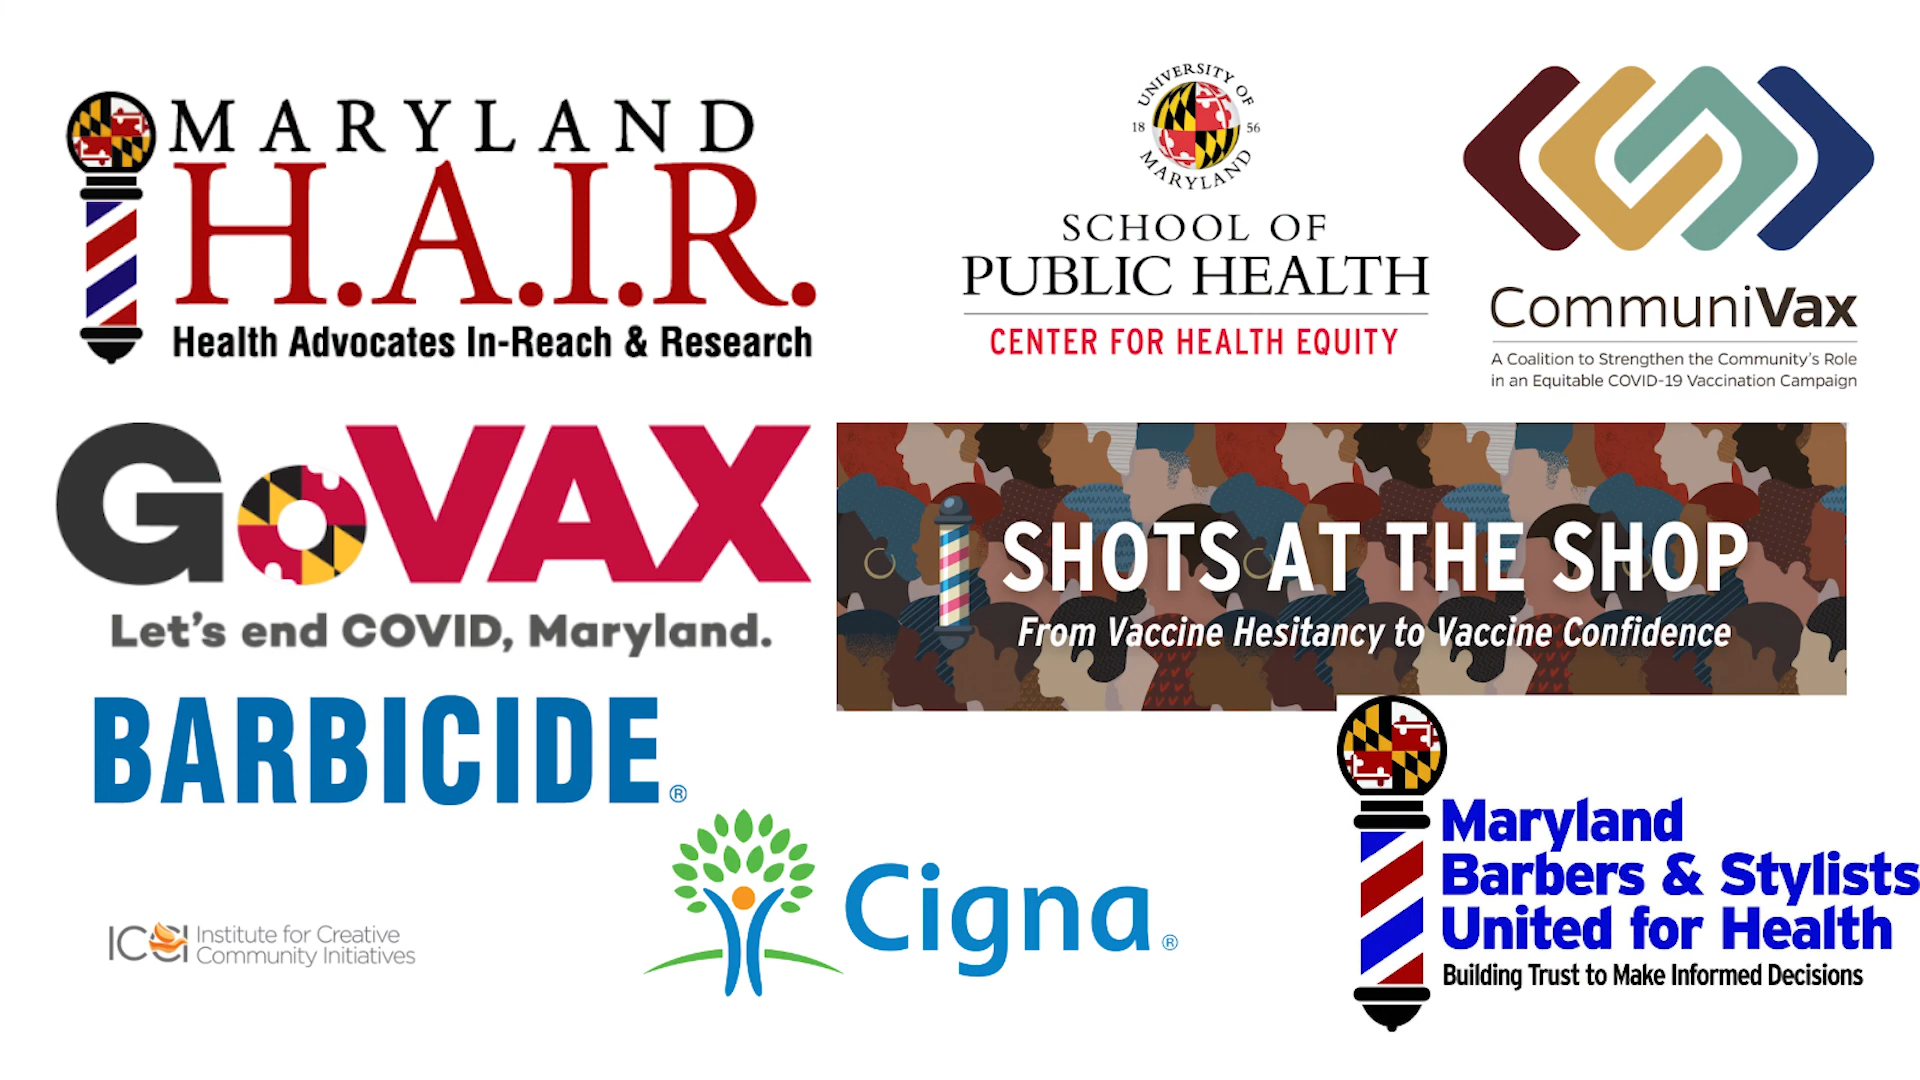 MARYLAND
H.A.I.R.
Health Advocates In-Reach & Research
UNIVERSITY OF
18 56
MARYLAND
SCHOOL OF
PUBLIC HEALTH
CENTER FOR HEALTH EQUITY
CommuniVax
A Coalition to Strengthen the Community's Role
in an Equitable COVID-19 Vaccination Campaign
GoVAX
Let's end COVID, Maryland.
SHOTS AT THE SHOP
From Vaccine Hesitancy to Vaccine Confidence
BARBICIDE®
ICCI Institute for Creative
Community Initiatives
Cigna®
Maryland
Barbers & Stylists
United for Health
Building Trust to Make Informed Decisions